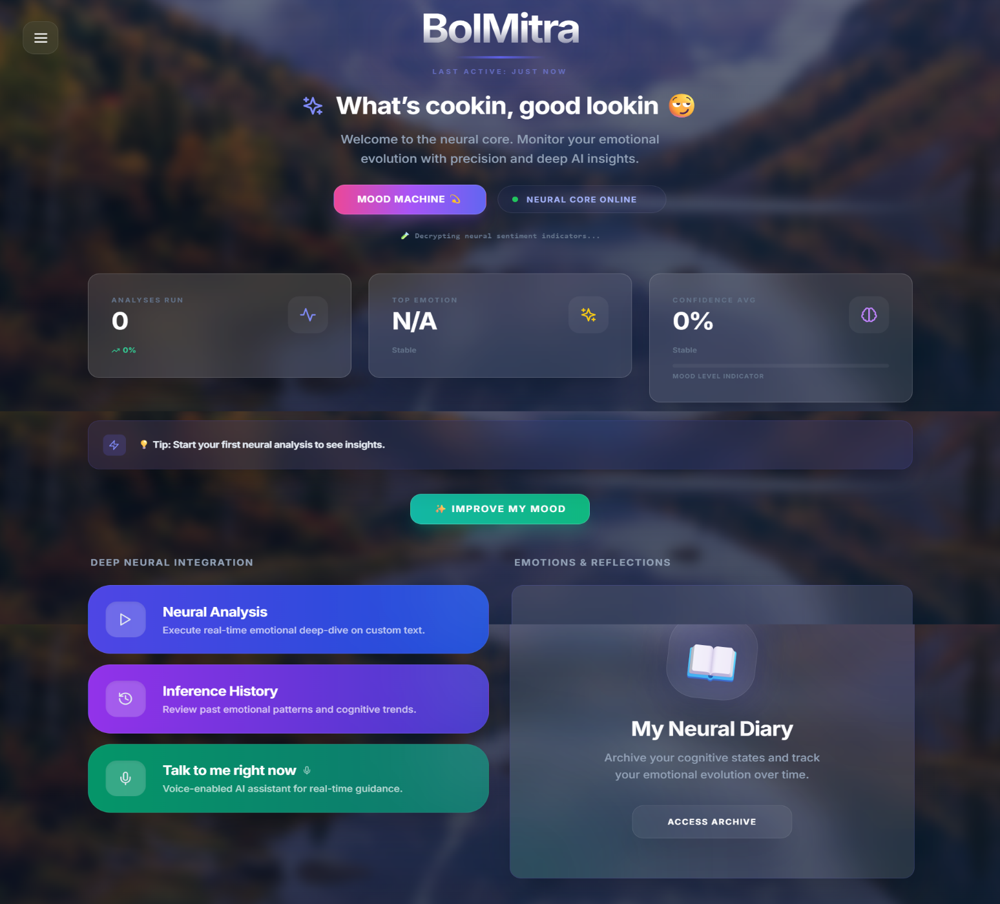 BolMitra
LAST ACTIVE: JUST NOW
What's cookin, good lookin 😏
Welcome to the neural core. Monitor your emotional
evolution with precision and deep AI insights.
MOOD MACHINE 💫
NEURAL CORE ONLINE
🧪 Decrypting neural sentiment indicators...
ANALYSES RUN
0
0%
TOP EMOTION
N/A
Stable
CONFIDENCE AVG
0%
Stable
MOOD LEVEL INDICATOR
💡 Tip: Start your first neural analysis to see insights.
✨ IMPROVE MY MOOD
DEEP NEURAL INTEGRATION
Neural Analysis
Execute real-time emotional deep-dive on custom text.
Inference History
Review past emotional patterns and cognitive trends.
Talk to me right now
Voice-enabled AI assistant for real-time guidance.
EMOTIONS & REFLECTIONS
My Neural Diary
Archive your cognitive states and track
your emotional evolution over time.
ACCESS ARCHIVE